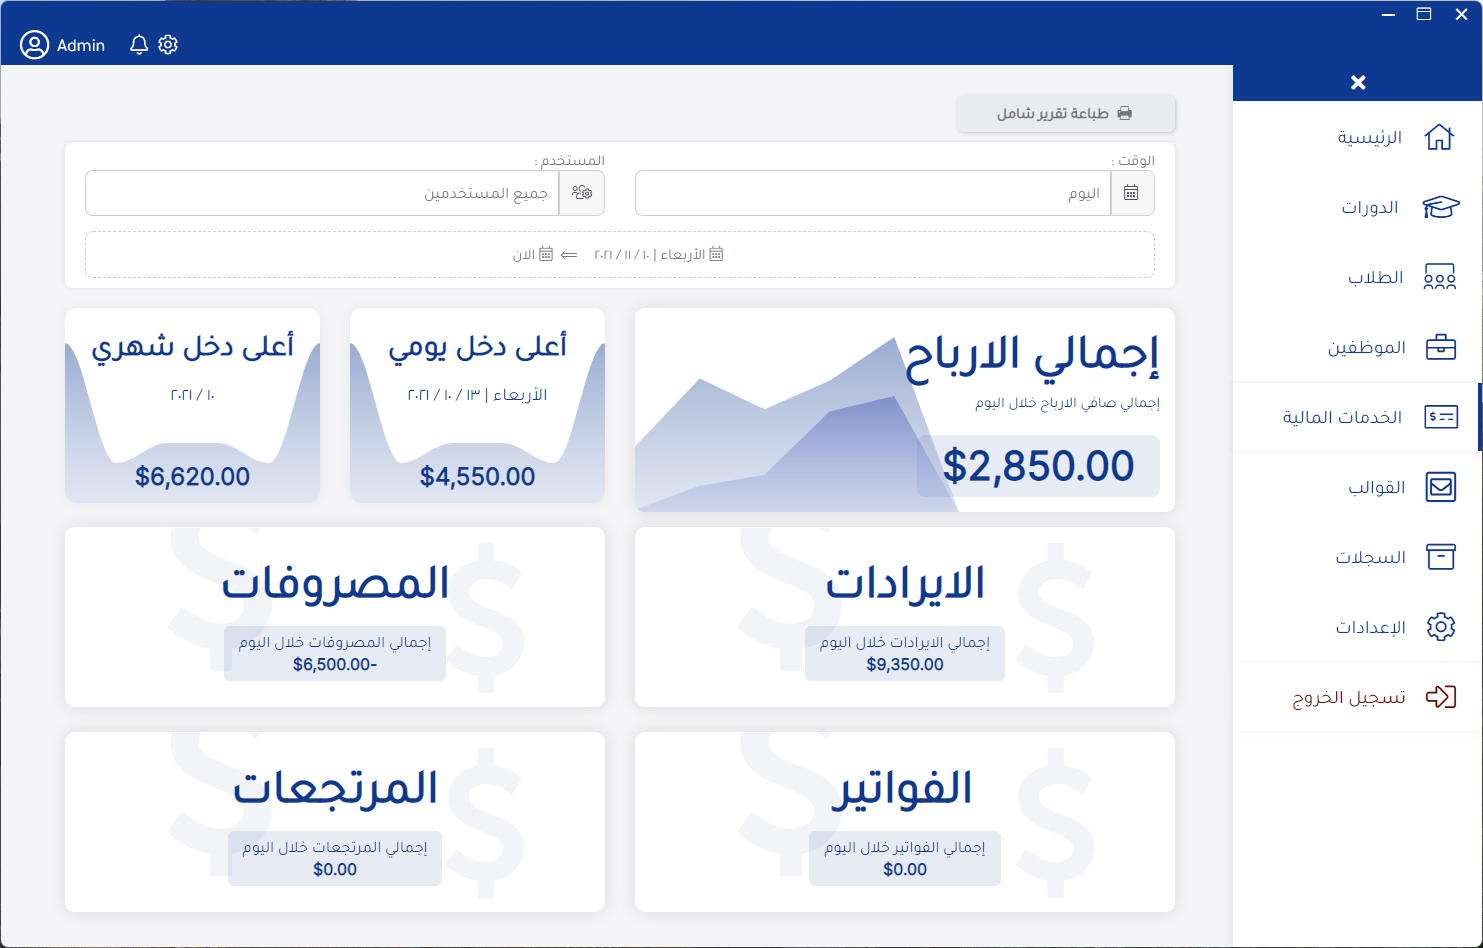 Admin
الرئيسية
الدورات
الطلاب
الموظفين
الخدمات المالية
القوالب
السجلات
الإعدادات
تسجيل الخروج
طباعة تقرير شامل
الوقت :
اليوم
المستخدم :
جميع المستخدمين
الأربعاء | ١٠ / ١١ / ٢٠٢١ ⟸ الان
إجمالي الارباح
إجمالي صافي الارباح خلال اليوم
$2,850.00
أعلى دخل يومي
الأربعاء | ١٣ / ١٠ / ٢٠٢١
$4,550.00
أعلى دخل شهري
١٠ / ٢٠٢١
$6,620.00
الايرادات
إجمالي الايرادات خلال اليوم
$9,350.00
المصروفات
إجمالي المصروفات خلال اليوم
$6,500.00-
الفواتير
إجمالي الفواتير خلال اليوم
$0.00
المرتجعات
إجمالي المرتجعات خلال اليوم
$0.00